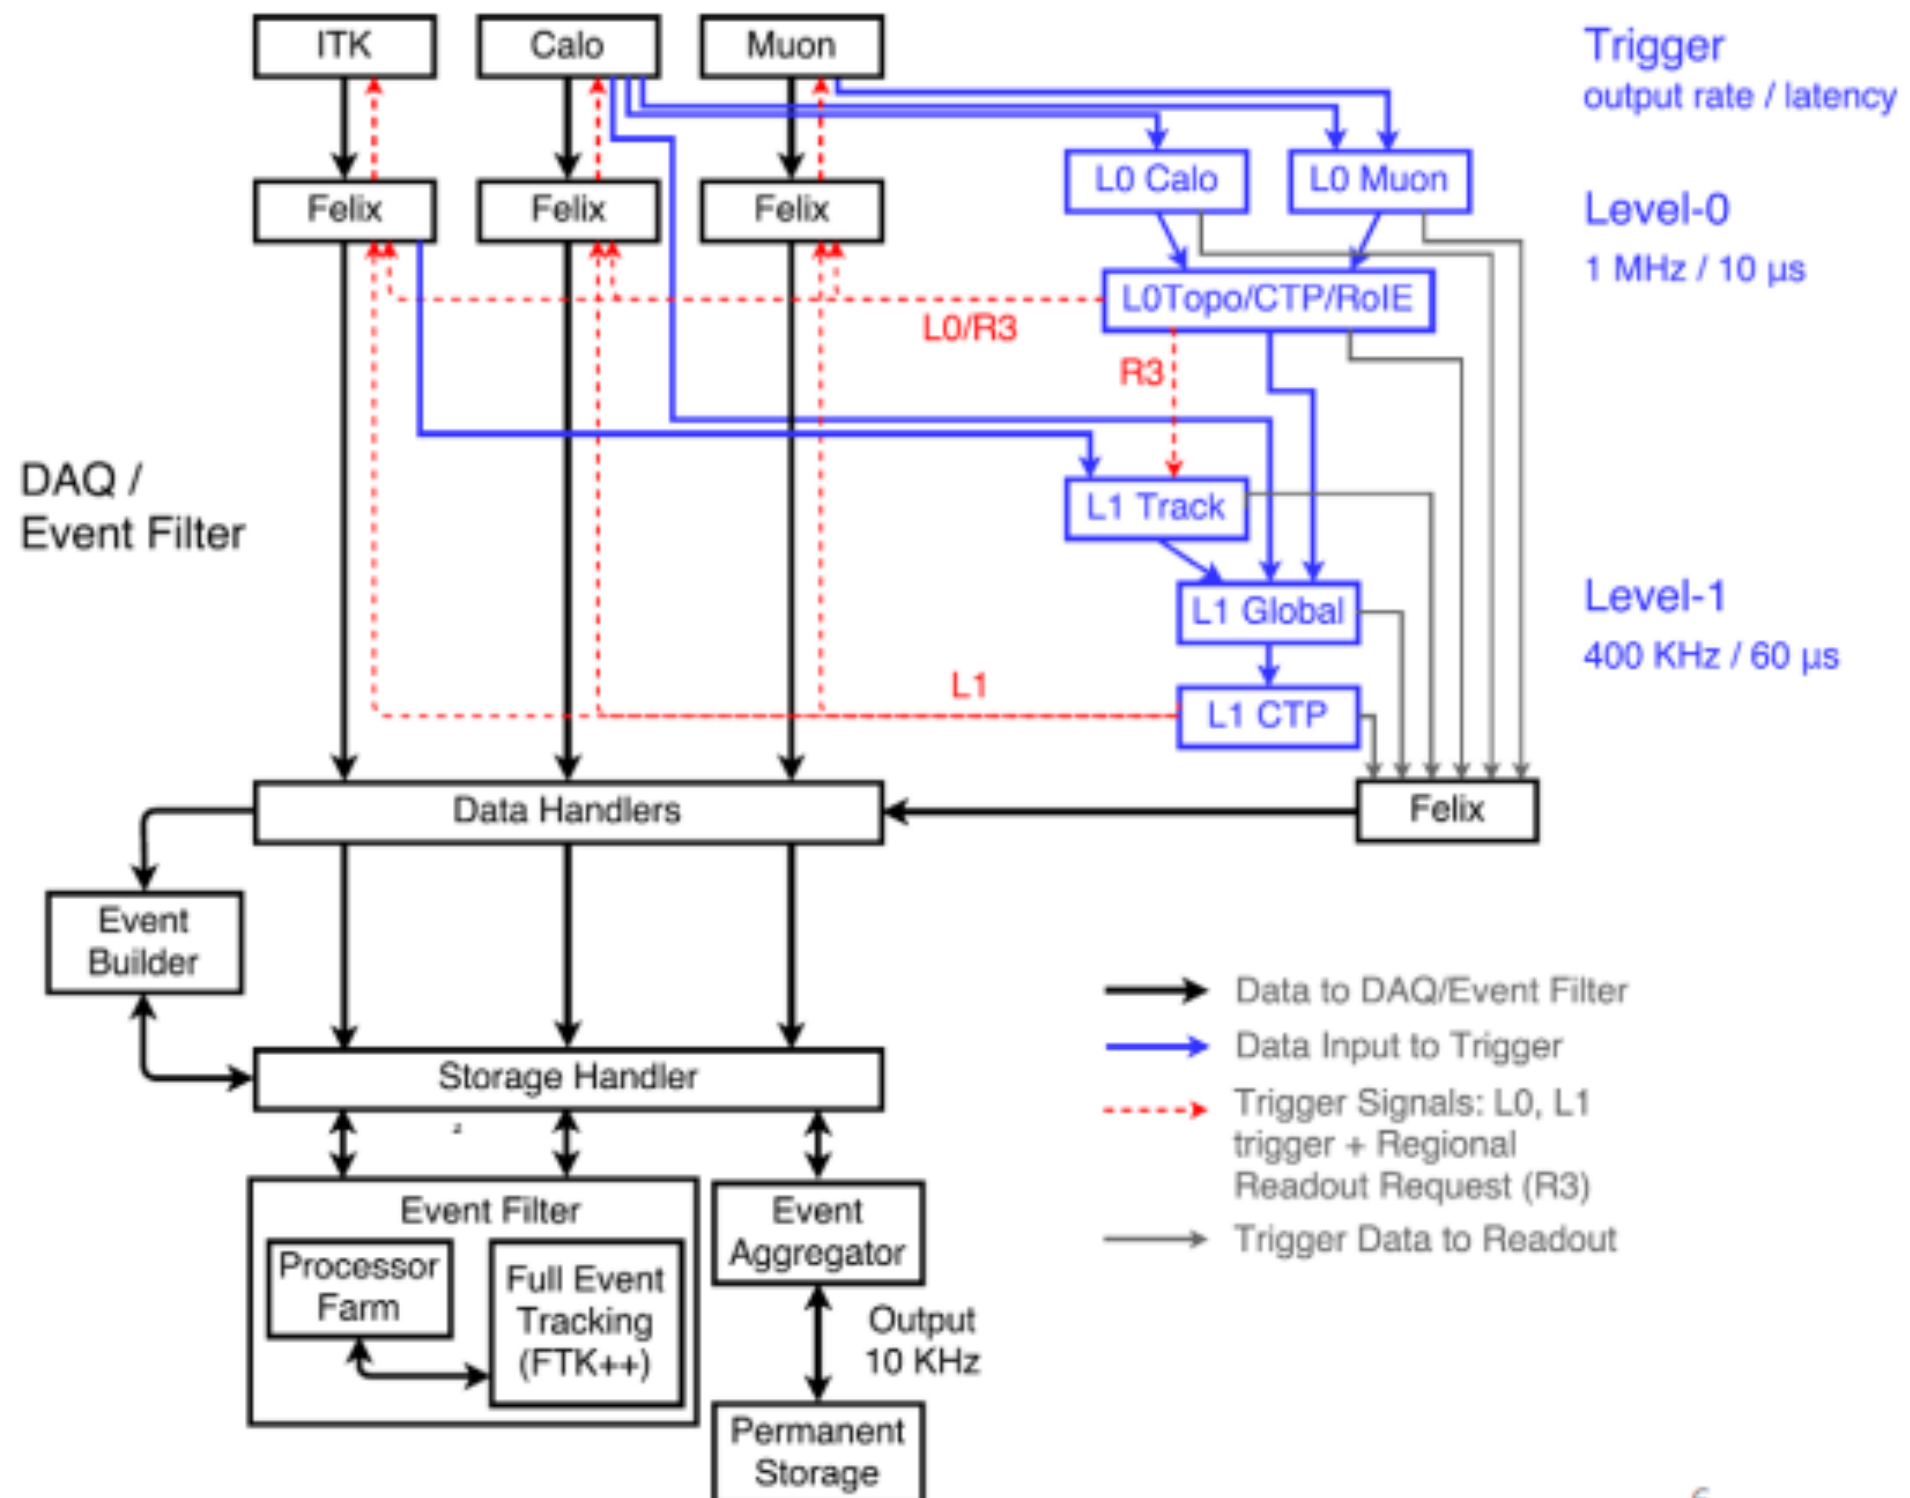 ITK
Calo
Muon
Trigger
output rate / latency
Felix
Felix
Felix
L0 Calo
L0 Muon
Level-0
1 MHz / 10 µs
L0Topo/CTP/RoIE
L0/R3
R3
DAQ /
Event Filter
L1 Track
L1 Global
Level-1
400 KHz / 60 µs
L1
L1 CTP
Data Handlers
Felix
Event
Builder
Storage Handler
Data to DAQ/Event Filter
Data Input to Trigger
Trigger Signals: L0, L1
trigger + Regional
Readout Request (R3)
Trigger Data to Readout
Event Filter
Processor
Farm
Full Event
Tracking
(FTK++)
Event
Aggregator
Output
10 KHz
Permanent
Storage